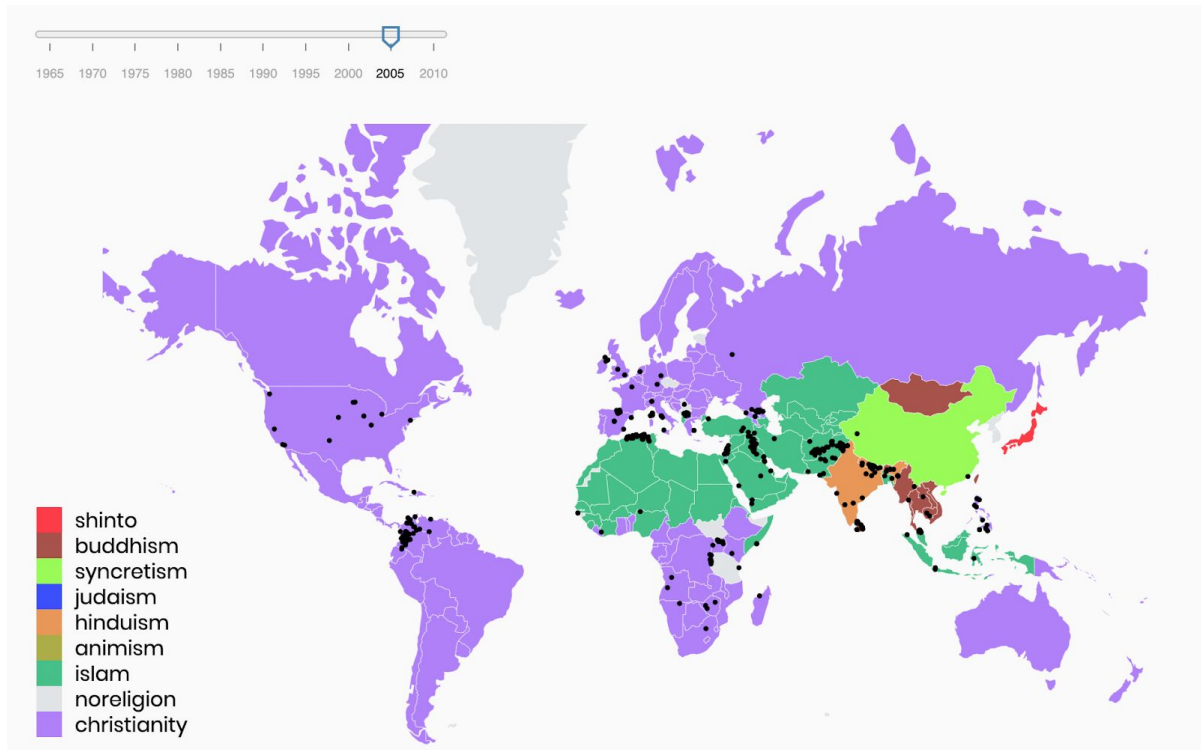 1965 1970 1975 1980 1985 1990 1995 2000 2005 2010
shinto
buddhism
syncretism
judaism
hinduism
animism
islam
noreligion
christianity